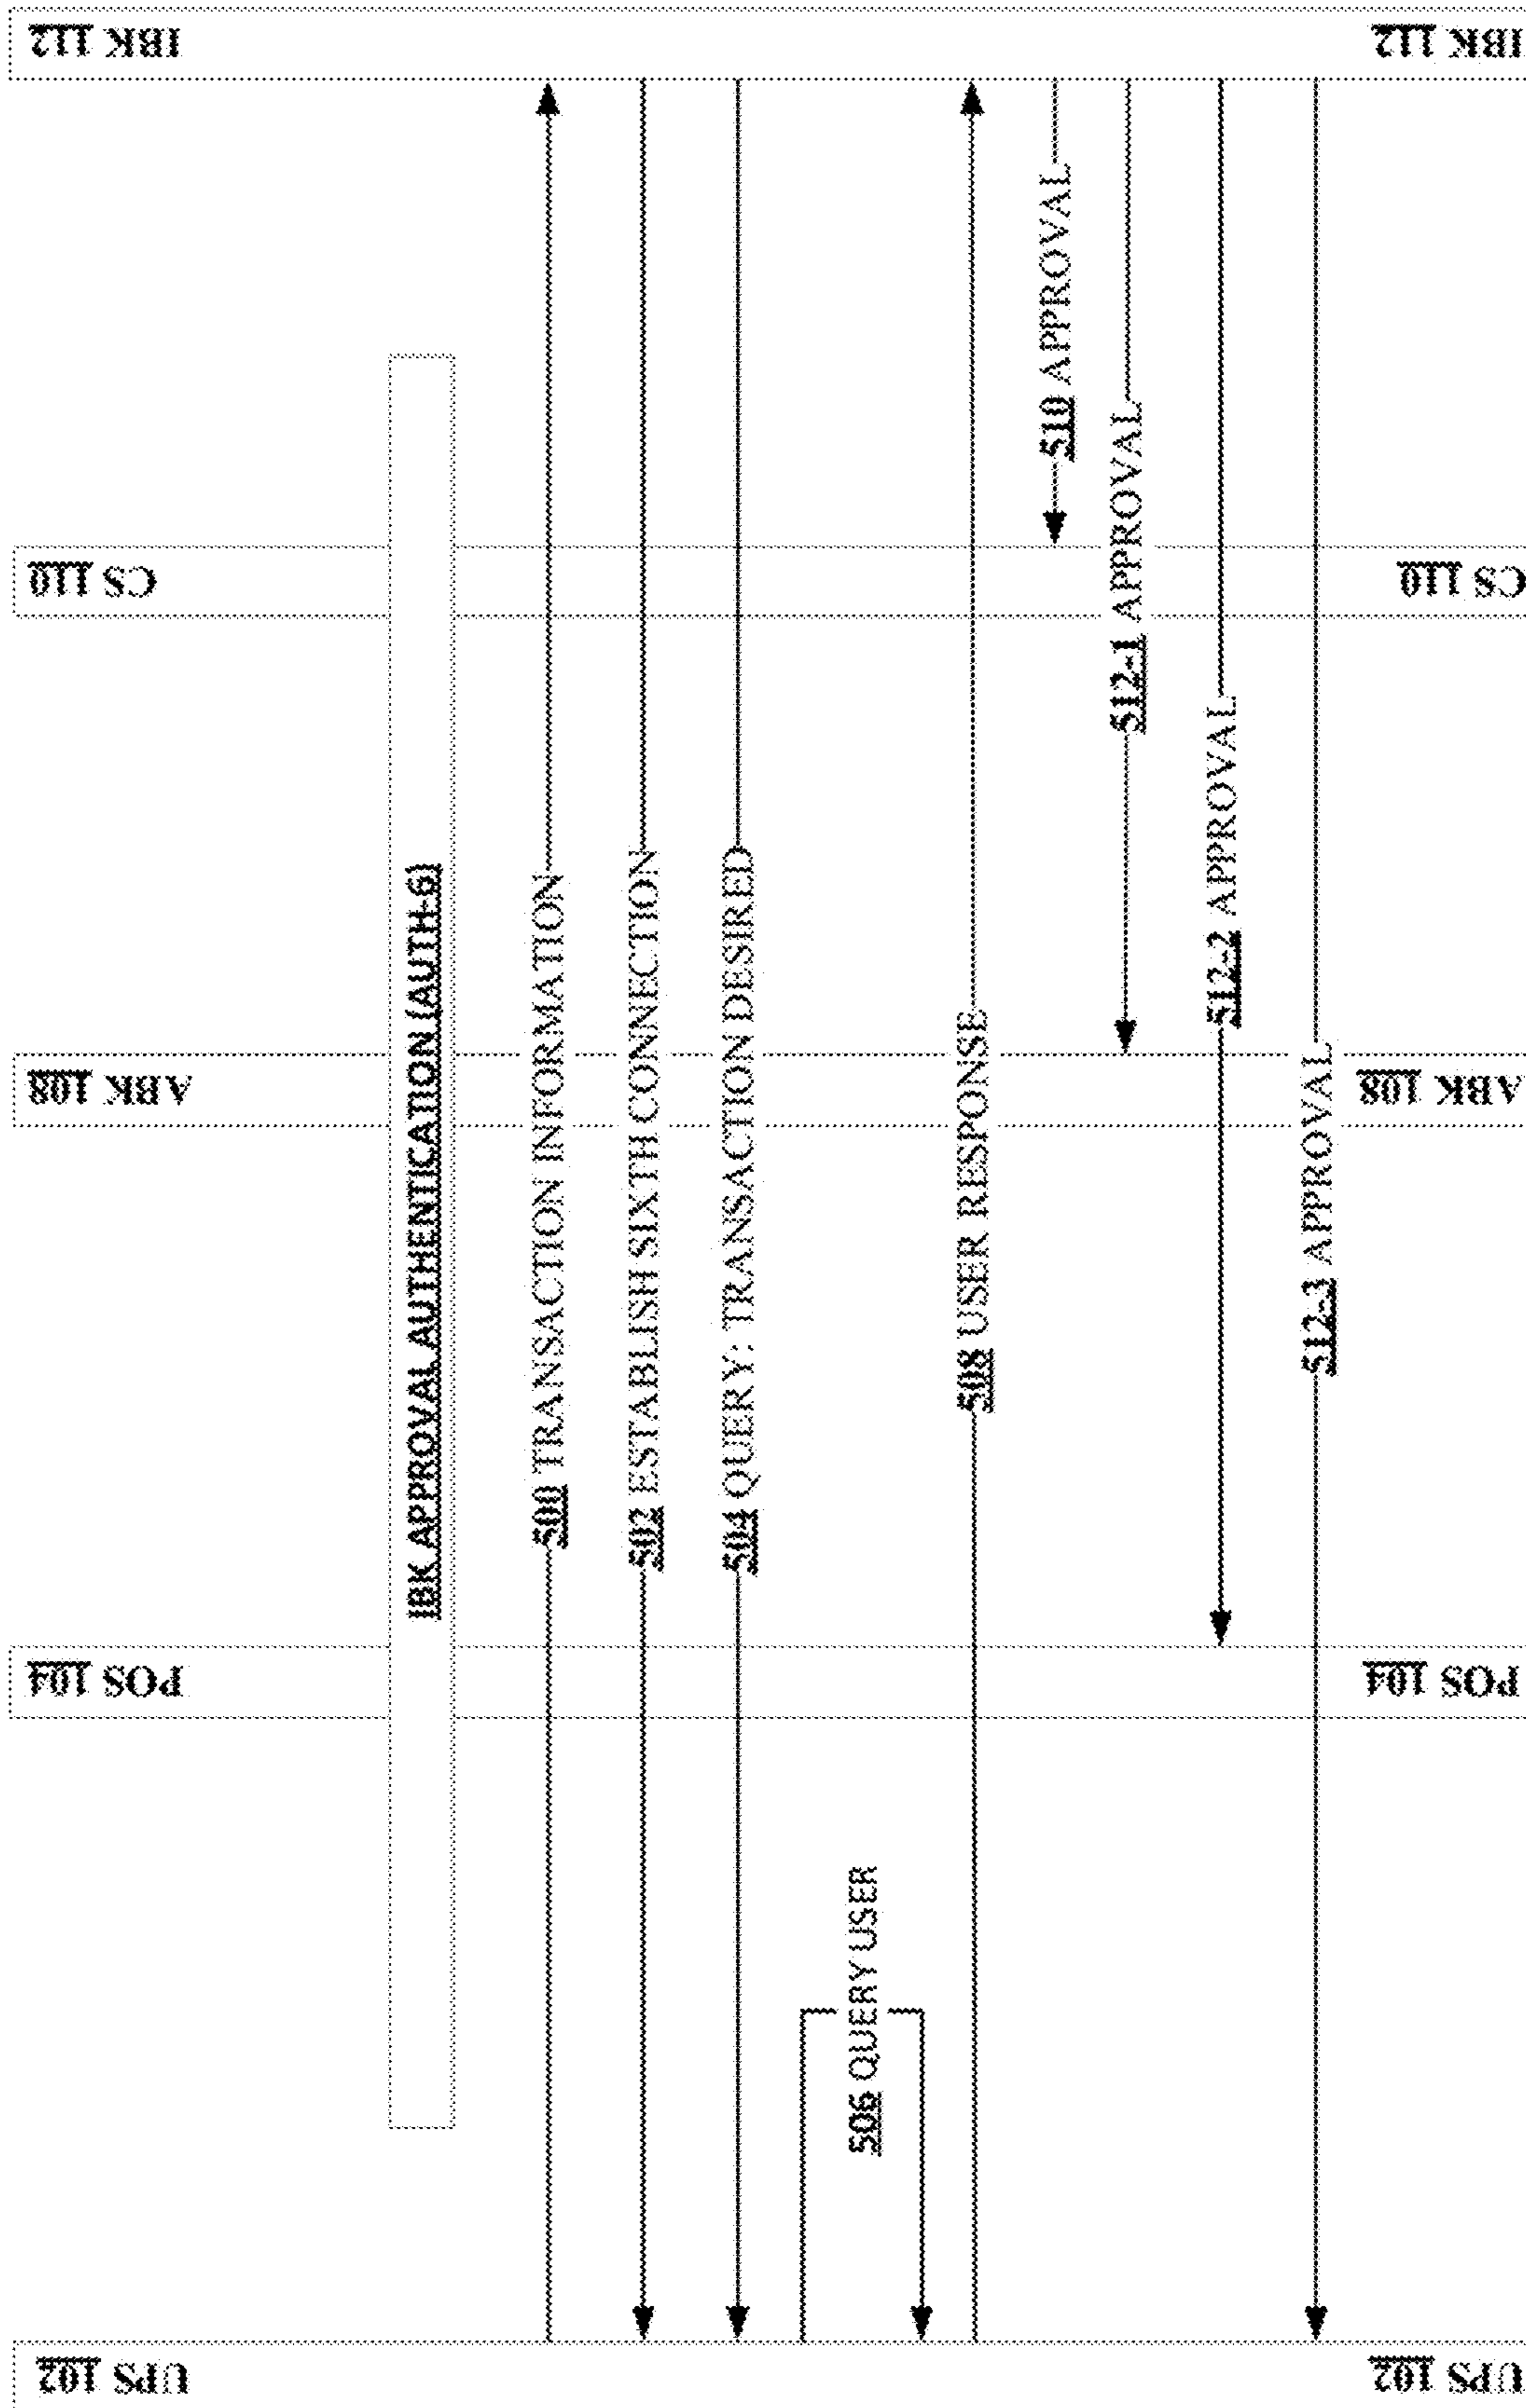 UPS 102
POS 104
ABK 108
CS 110
IBK 112
IBK APPROVAL AUTHENTICATION (AUTH-6)
500 TRANSACTION INFORMATION
502 ESTABLISH SIXTH CONNECTION
504 QUERY: TRANSACTION DESIRED
506 QUERY USER
508 USER RESPONSE
510 APPROVAL
512-1 APPROVAL
512-2 APPROVAL
512-3 APPROVAL
UPS 102
POS 104
ABK 108
CS 110
IBK 112